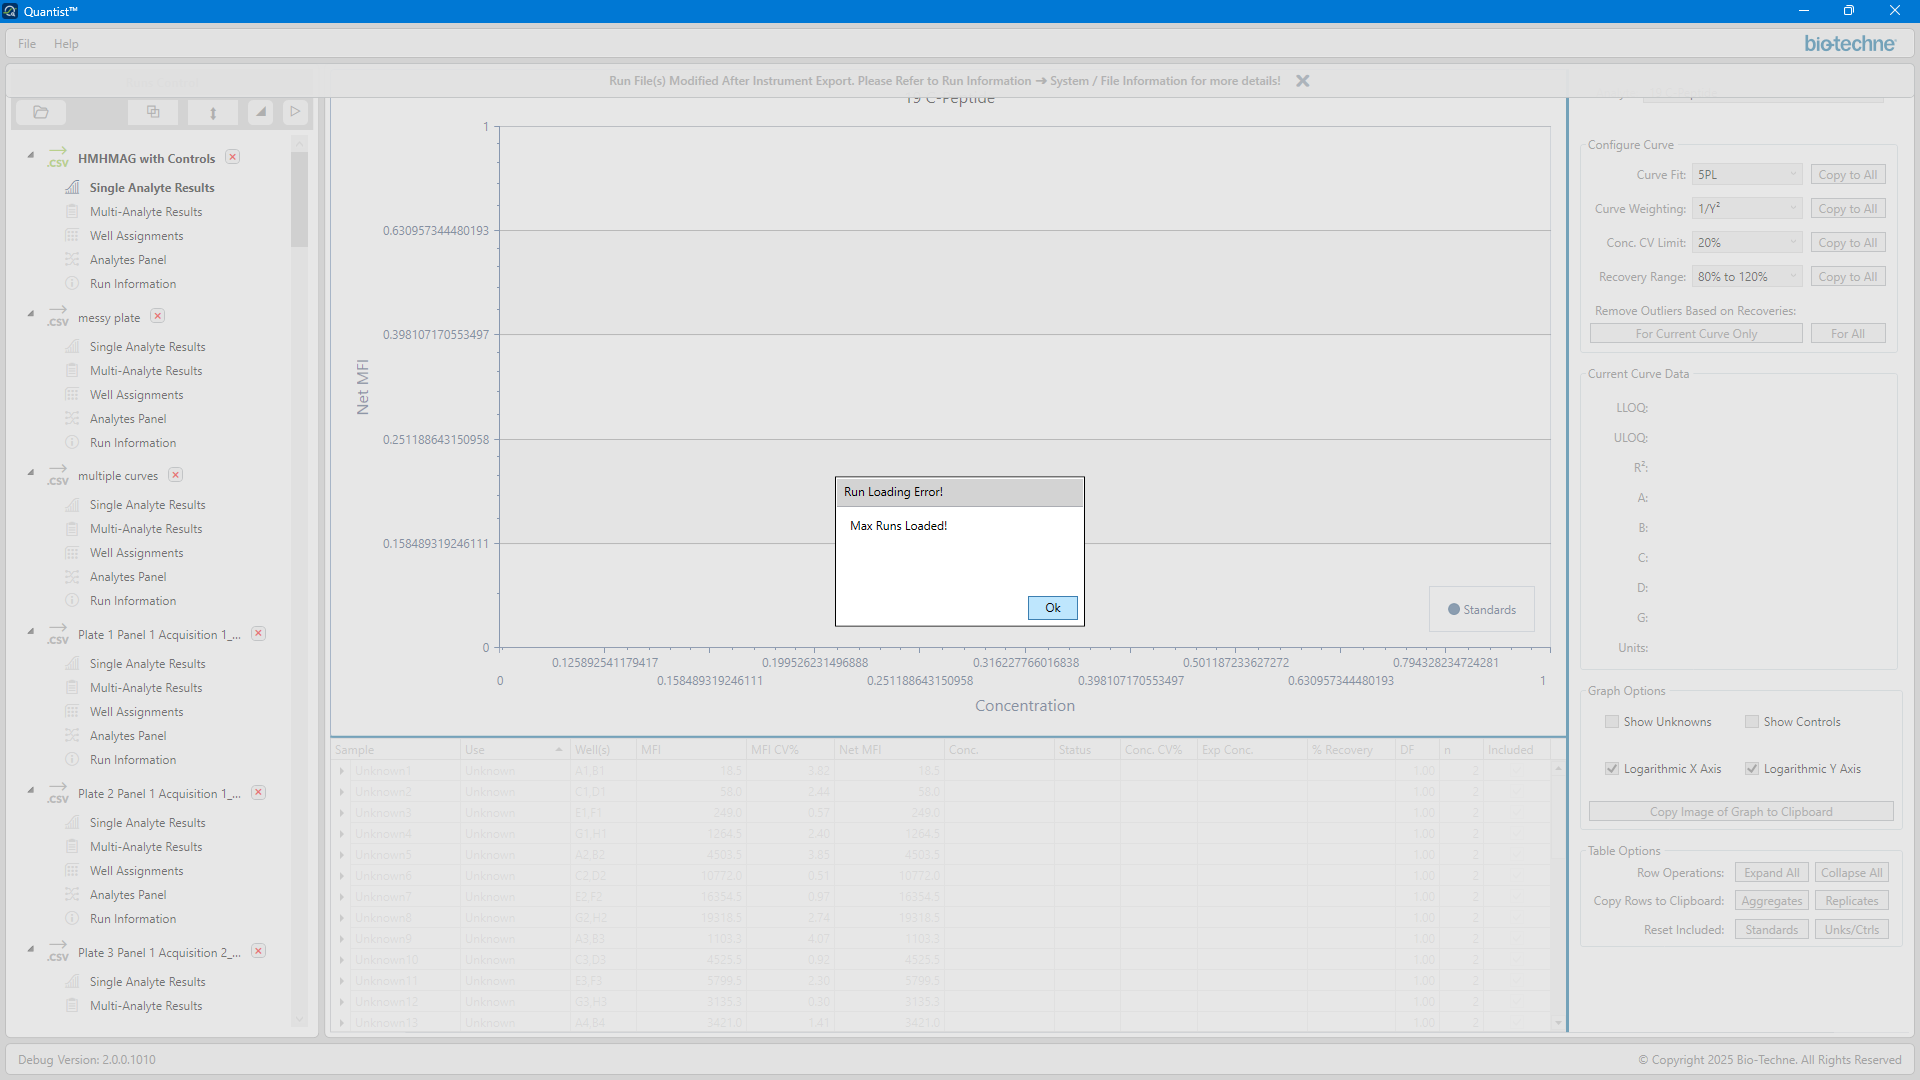 Quantist™
File Help
bio-techne
Run File(s) Modified After Instrument Export. Please Refer to Run Information → System / File Information for more details!
19 C-Peptide
HMHMAG with Controls
Single Analyte Results
Multi-Analyte Results
Well Assignments
Analytes Panel
Run Information
messy plate
Single Analyte Results
Multi-Analyte Results
Well Assignments
Analytes Panel
Run Information
multiple curves
Single Analyte Results
Multi-Analyte Results
Well Assignments
Analytes Panel
Run Information
Plate 1 Panel 1 Acquisition 1_...
Single Analyte Results
Multi-Analyte Results
Well Assignments
Analytes Panel
Run Information
Plate 2 Panel 1 Acquisition 1_...
Single Analyte Results
Multi-Analyte Results
Well Assignments
Analytes Panel
Run Information
Plate 3 Panel 1 Acquisition 2_...
Single Analyte Results
Multi-Analyte Results
1
0.630957344480193
0.398107170553497
0.251188643150958
0.158489319246111
0
Net MFI
0.125892541179417 0.199526231496888 0.316227766016838 0.501187233627272 0.794328234724281
0 0.158489319246111 0.251188643150958 0.398107170553497 0.630957344480193 1
Concentration
Standards
Run Loading Error!
Max Runs Loaded!
Ok
Sample Use Well(s) MFI MFI CV% Net MFI Conc. Status Conc. CV% Exp Conc. % Recovery DF n Included
Unknown1 Unknown A1,B1 18.5 3.82 18.5 1.00 2 -
Unknown2 Unknown C1,D1 58.0 2.44 58.0 1.00 2 -
Unknown3 Unknown E1,F1 249.0 0.57 249.0 1.00 2 -
Unknown4 Unknown G1,H1 1264.5 2.40 1264.5 1.00 2 -
Unknown5 Unknown A2,B2 4503.5 3.85 4503.5 1.00 2 -
Unknown6 Unknown C2,D2 10772.0 0.51 10772.0 1.00 2 -
Unknown7 Unknown E2,F2 16354.5 0.97 16354.5 1.00 2 -
Unknown8 Unknown G2,H2 19318.5 2.74 19318.5 1.00 2 -
Unknown9 Unknown A3,B3 1103.3 4.07 1103.3 1.00 2 -
Unknown10 Unknown C3,D3 4525.5 0.92 4525.5 1.00 2 -
Unknown11 Unknown E3,F3 5799.5 2.30 5799.5 1.00 2 -
Unknown12 Unknown G3,H3 3135.3 0.30 3135.3 1.00 2 -
Unknown13 Unknown A4,B4 3421.0 1.41 3421.0 1.00 2 -
Configure Curve
Curve Fit: 5PL Copy to All
Curve Weighting: 1/Y² Copy to All
Conc. CV Limit: 20% Copy to All
Recovery Range: 80% to 120% Copy to All
Remove Outliers Based on Recoveries:
For Current Curve Only For All
Current Curve Data
LLOQ:
ULOQ:
R²:
A:
B:
C:
D:
G:
Units:
Graph Options
Show Unknowns Show Controls
Logarithmic X Axis Logarithmic Y Axis
Copy Image of Graph to Clipboard
Table Options
Row Operations: Expand All Collapse All
Copy Rows to Clipboard: Aggregates Replicates
Reset Included: Standards Unks/Ctrls
Debug Version: 2.0.0.1010
© Copyright 2025 Bio-Techne. All Rights Reserved